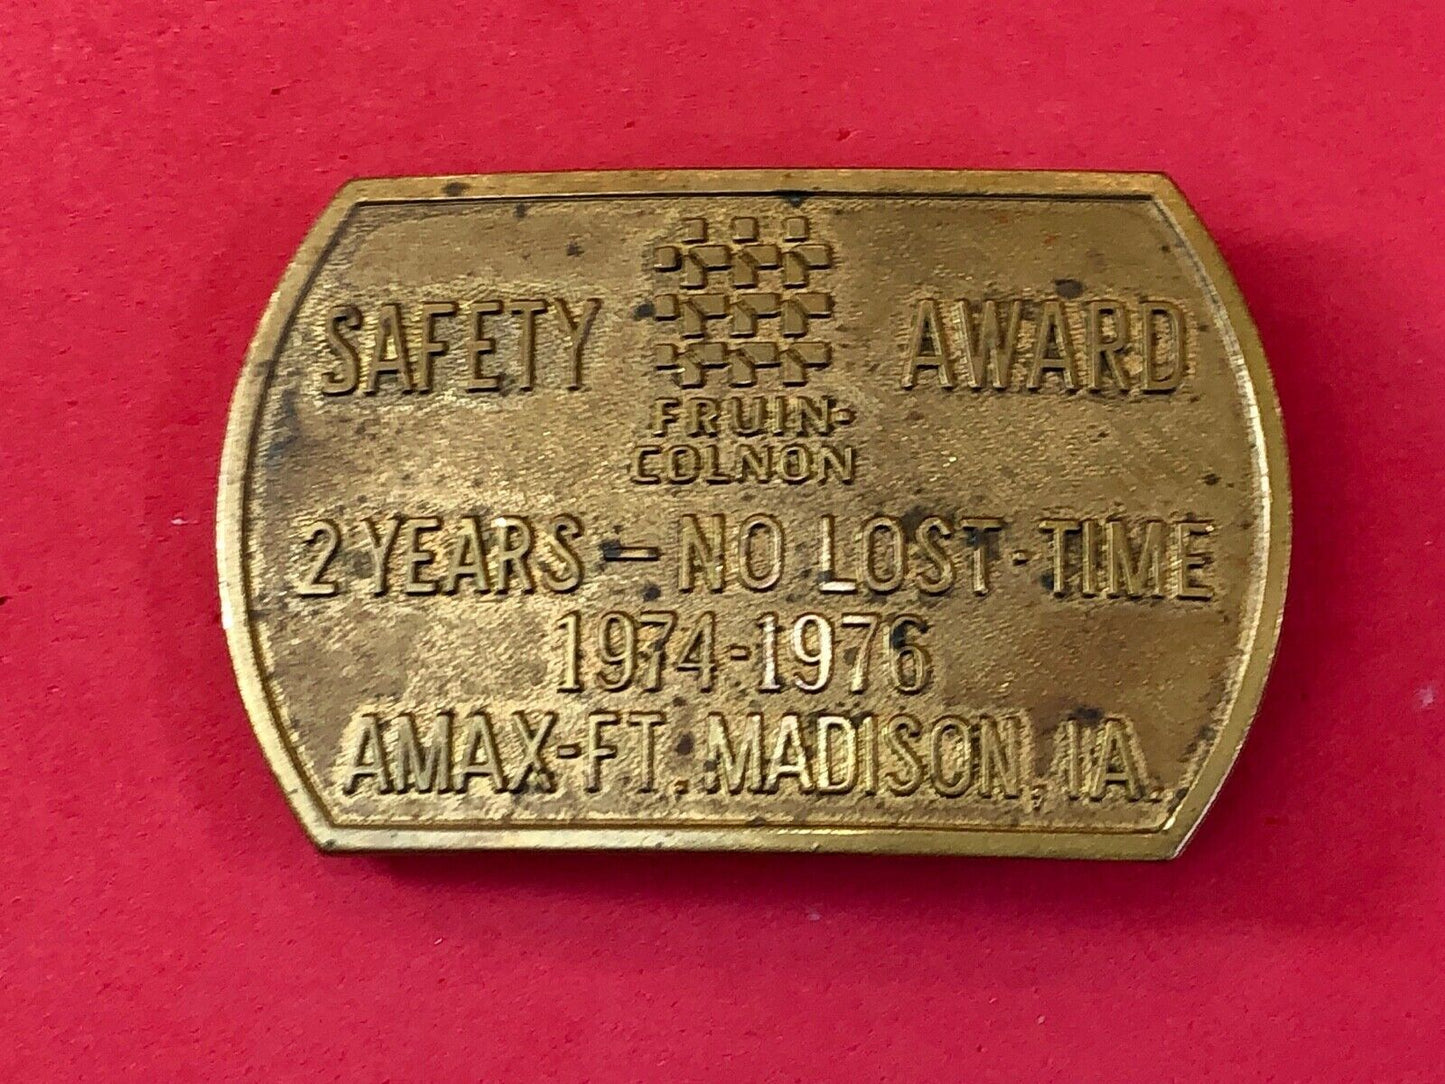 SAFETY AWARD
FRUIN-
COLNON
2 YEARS - NO LOST-TIME
1974-1976
AMAX-FT. MADISON, IA.